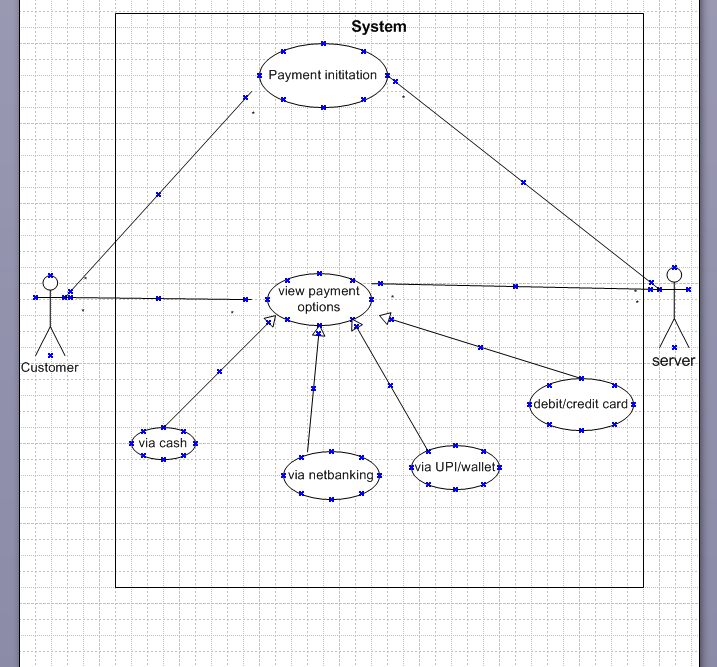 System
Payment inititation
view payment
options
Customer
server
debit/credit card
via cash
via netbanking
via UPI/wallet